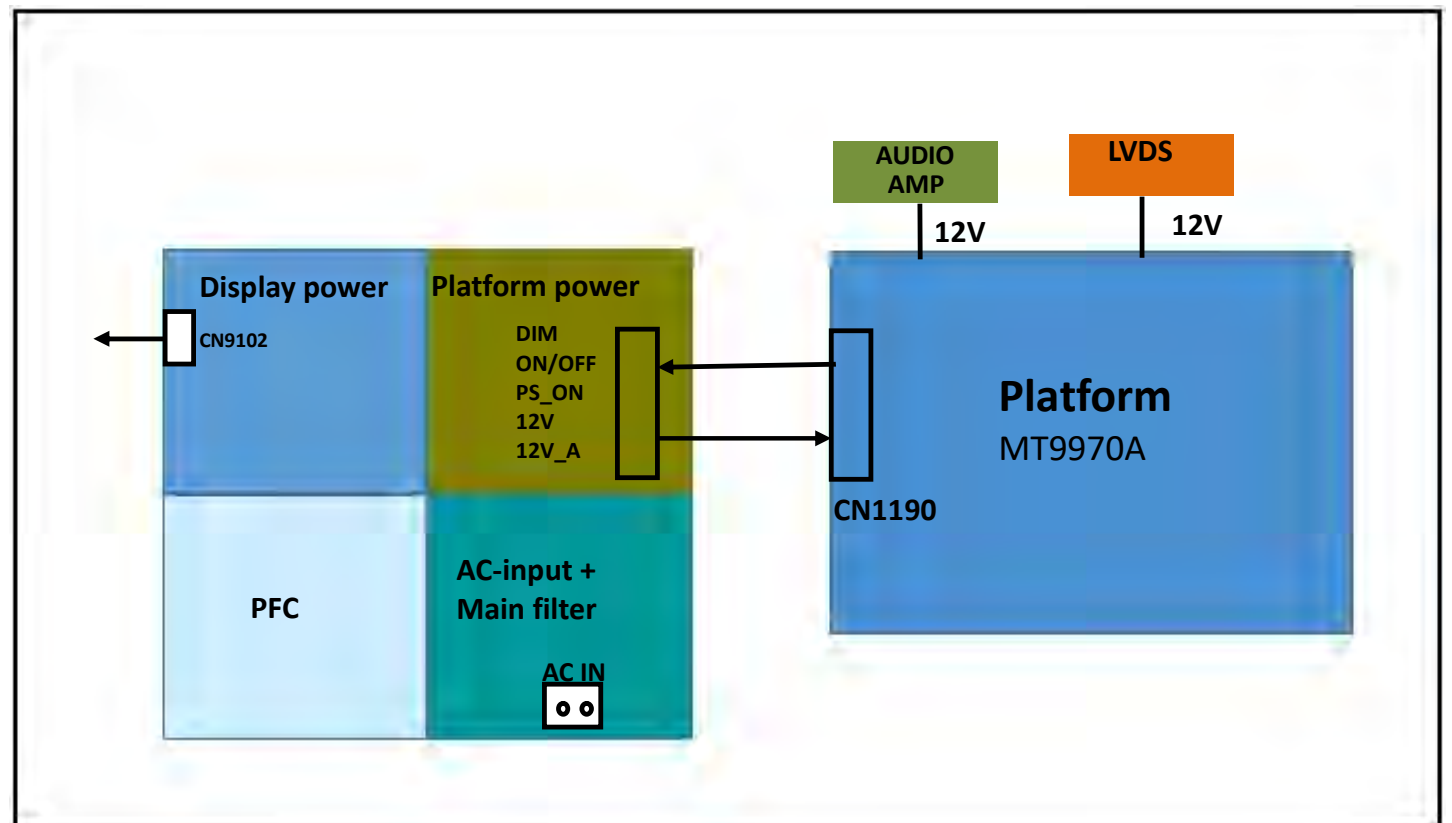 AUDIO
AMP
LVDS
12V
12V
Display power
Platform power
CN9102
DIM
ON/OFF
PS_ON
12V
12V_A
Platform
MT9970A
CN1190
PFC
AC-input +
Main filter
AC IN